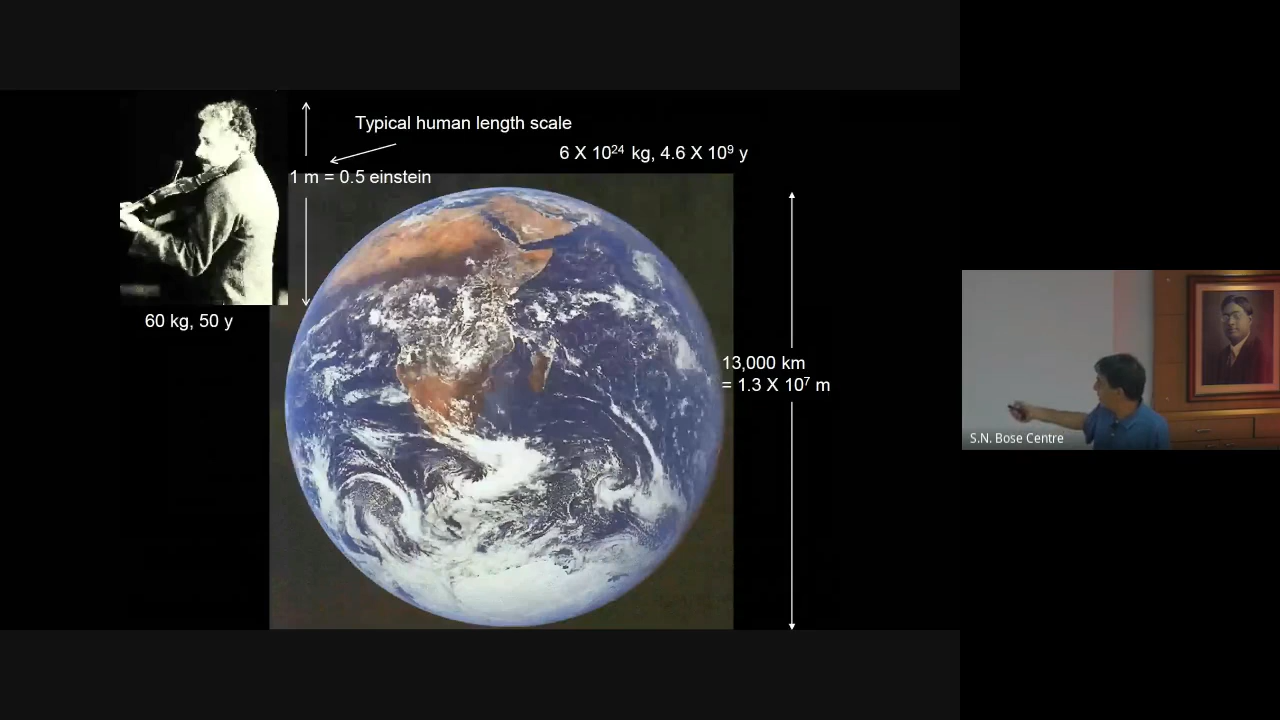 Typical human length scale
6 X 10²⁴ kg, 4.6 X 10⁹ y
1 m = 0.5 einstein
60 kg, 50 y
13,000 km
= 1.3 X 10⁷ m
S.N. Bose Centre